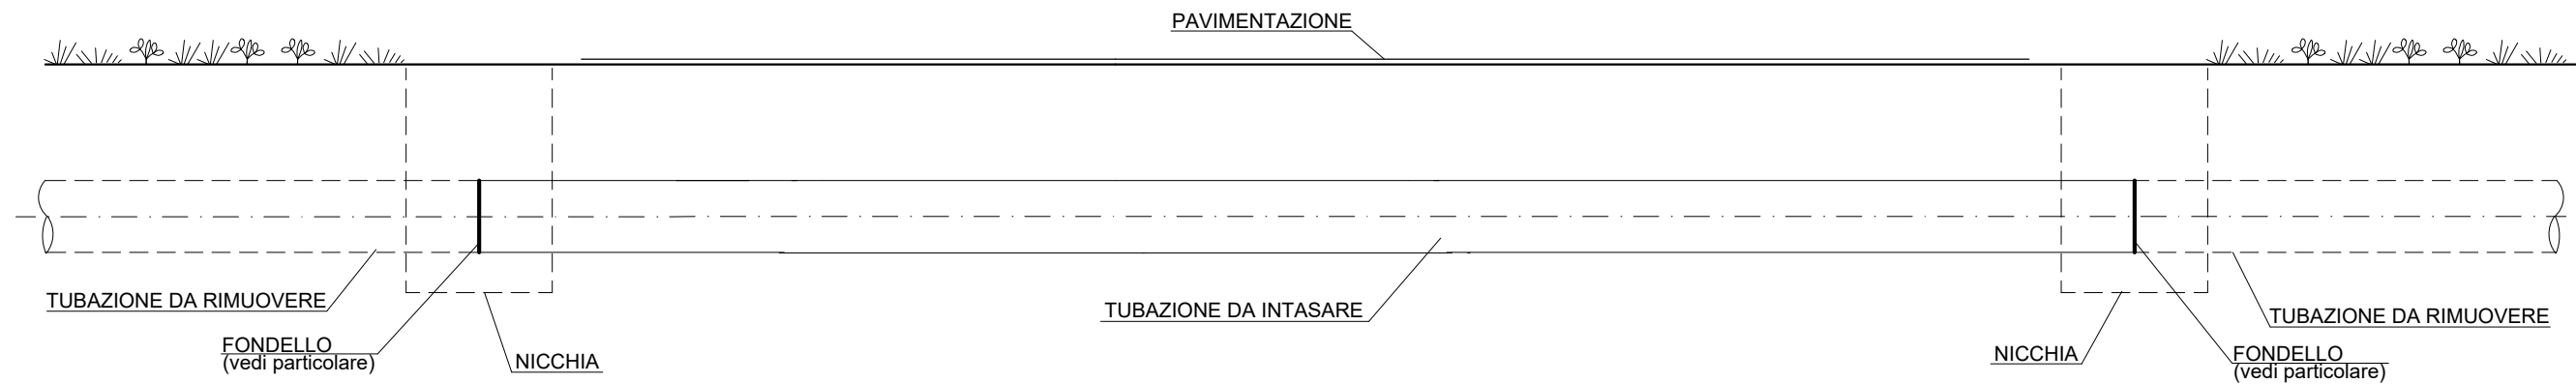 PAVIMENTAZIONE
TUBAZIONE DA RIMUOVERE
FONDELLO
(vedi particolare)
NICCHIA
TUBAZIONE DA INTASARE
NICCHIA
TUBAZIONE DA RIMUOVERE
FONDELLO
(vedi particolare)